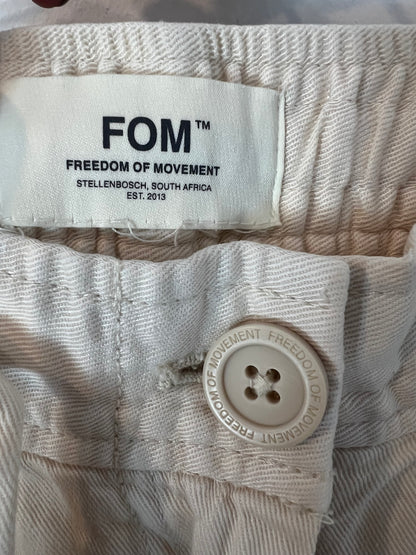 FOM™
FREEDOM OF MOVEMENT
STELLENBOSCH, SOUTH AFRICA
EST. 2013
FREEDOM OF MOVEMENT FREEDOM OF MOVEMENT